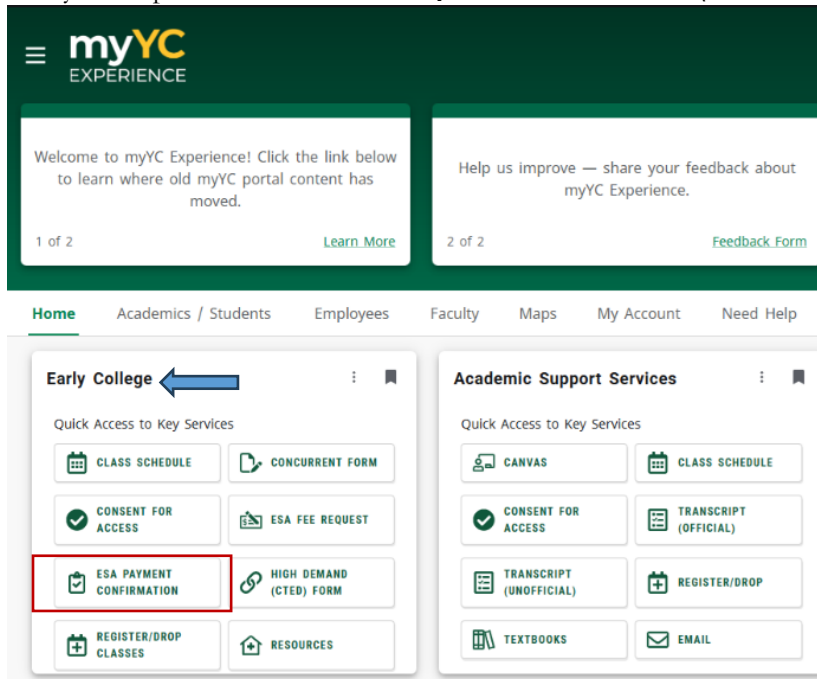 myYC
EXPERIENCE
Welcome to myYC Experience! Click the link below
to learn where old myYC portal content has
moved.
1 of 2
Learn More
Help us improve — share your feedback about
myYC Experience.
2 of 2
Feedback Form
Home Academics / Students Employees Faculty Maps My Account Need Help
Early College
Quick Access to Key Services
CLASS SCHEDULE
CONCURRENT FORM
CONSENT FOR
ACCESS
ESA FEE REQUEST
ESA PAYMENT
CONFIRMATION
HIGH DEMAND
(CTED) FORM
REGISTER/DROP
CLASSES
RESOURCES
Academic Support Services
Quick Access to Key Services
CANVAS
CLASS SCHEDULE
CONSENT FOR
ACCESS
TRANSCRIPT
(OFFICIAL)
TRANSCRIPT
(UNOFFICIAL)
REGISTER/DROP
TEXTBOOKS
EMAIL